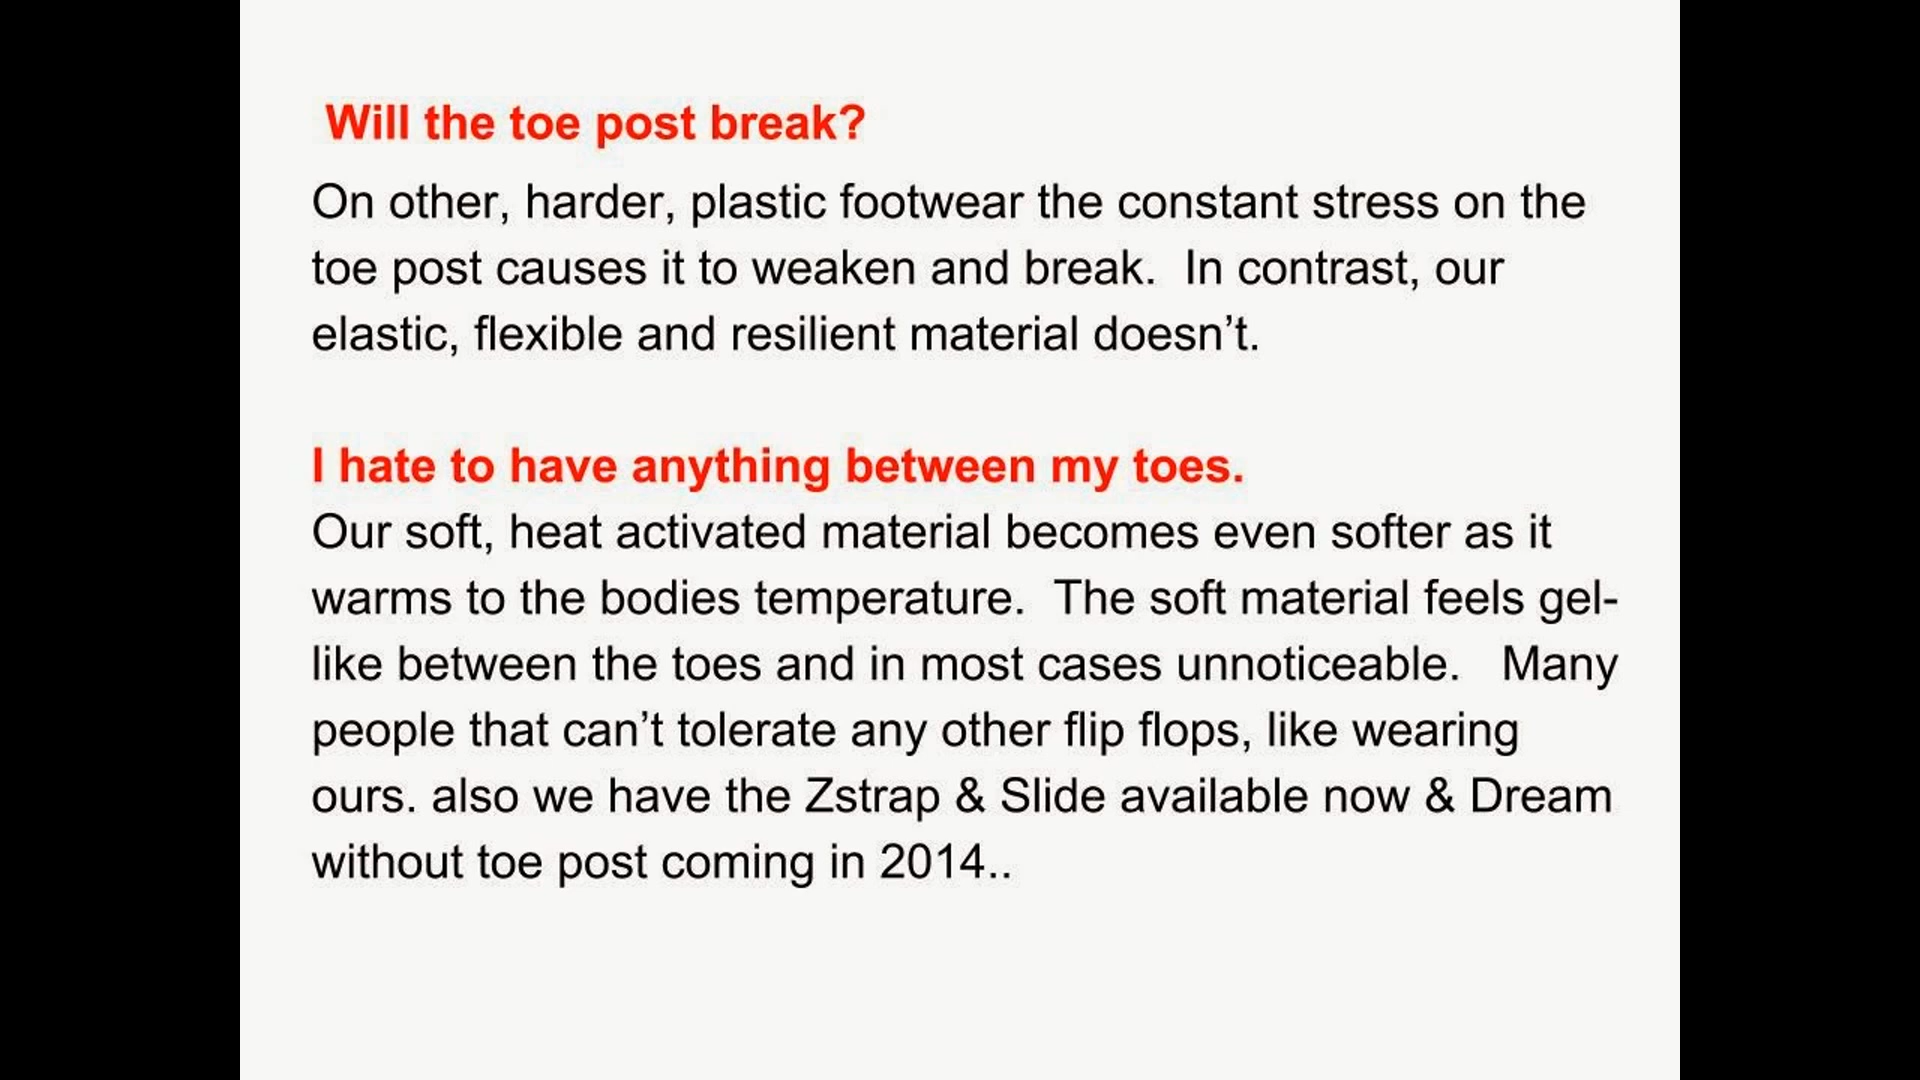 Will the toe post break?
On other, harder, plastic footwear the constant stress on the
toe post causes it to weaken and break.  In contrast, our
elastic, flexible and resilient material doesn’t.
I hate to have anything between my toes.
Our soft, heat activated material becomes even softer as it
warms to the bodies temperature.  The soft material feels gel-
like between the toes and in most cases unnoticeable.   Many
people that can’t tolerate any other flip flops, like wearing
ours. also we have the Zstrap & Slide available now & Dream
without toe post coming in 2014..